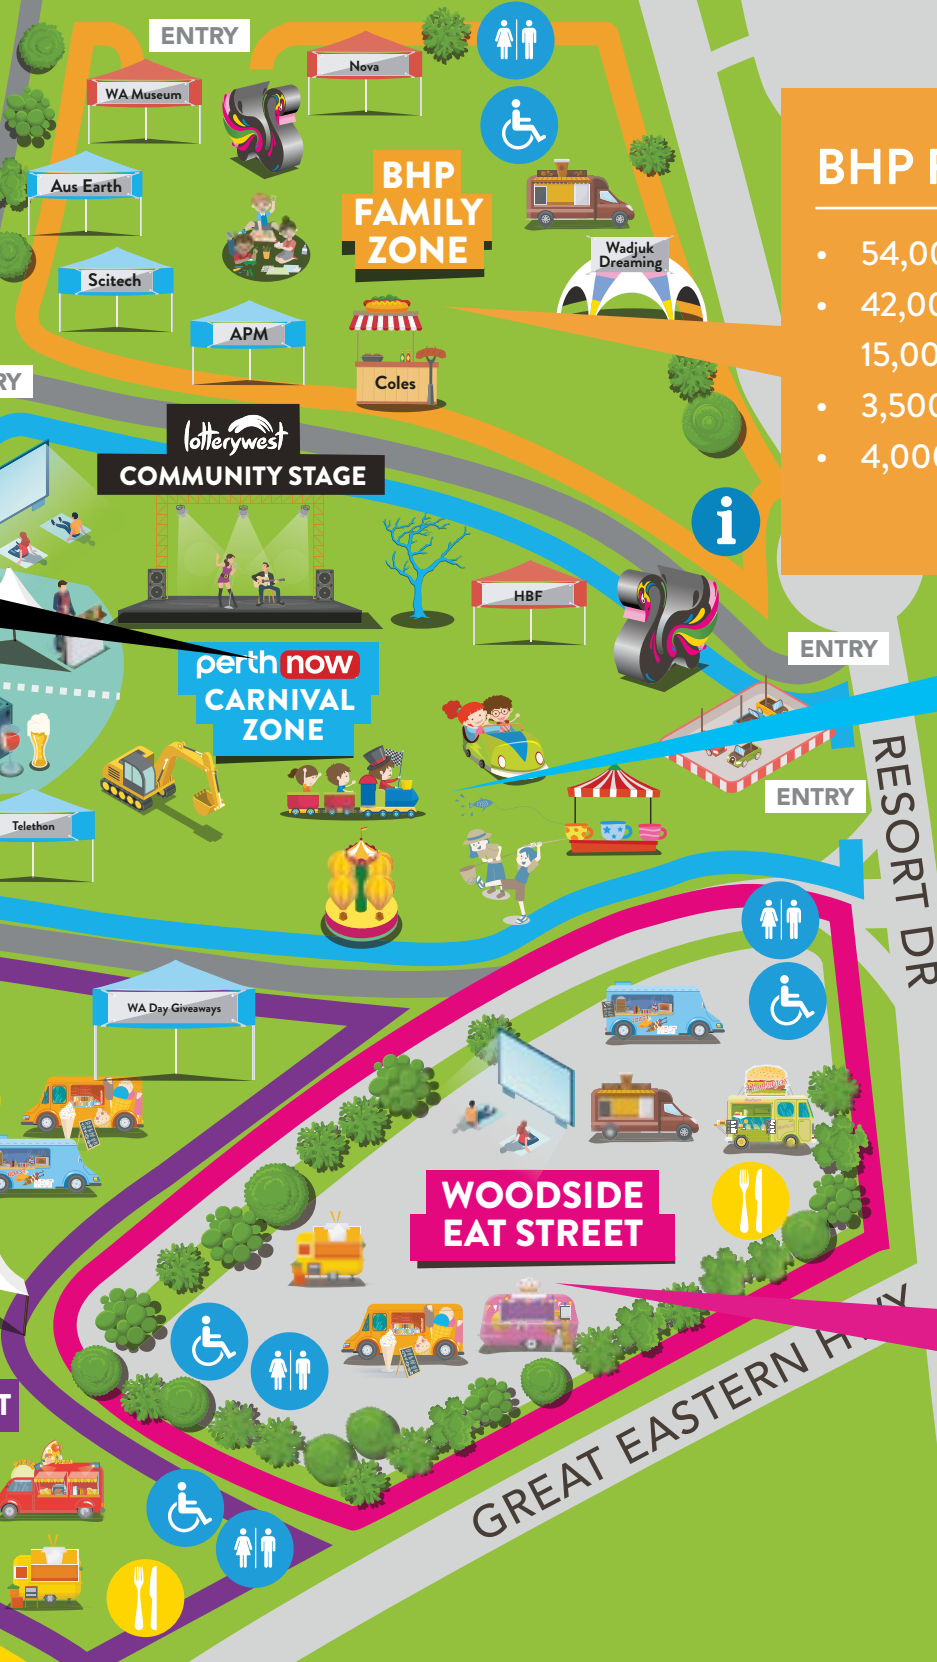 ENTRY
Nova
WA Museum
BHP
FAMILY
ZONE
Aus Earth
Wadjuk
Dreaming
Scitech
APM
Coles
BHP F
• 54,00
• 42,00
15,00
• 3,500
• 4,000
RY
lotterywest
COMMUNITY STAGE
i
HBF
ENTRY
perth now
CARNIVAL
ZONE
ENTRY
RESORT DR
Telethon
WA Day Giveaways
WOODSIDE
EAT STREET
GREAT EASTERN HWY
T